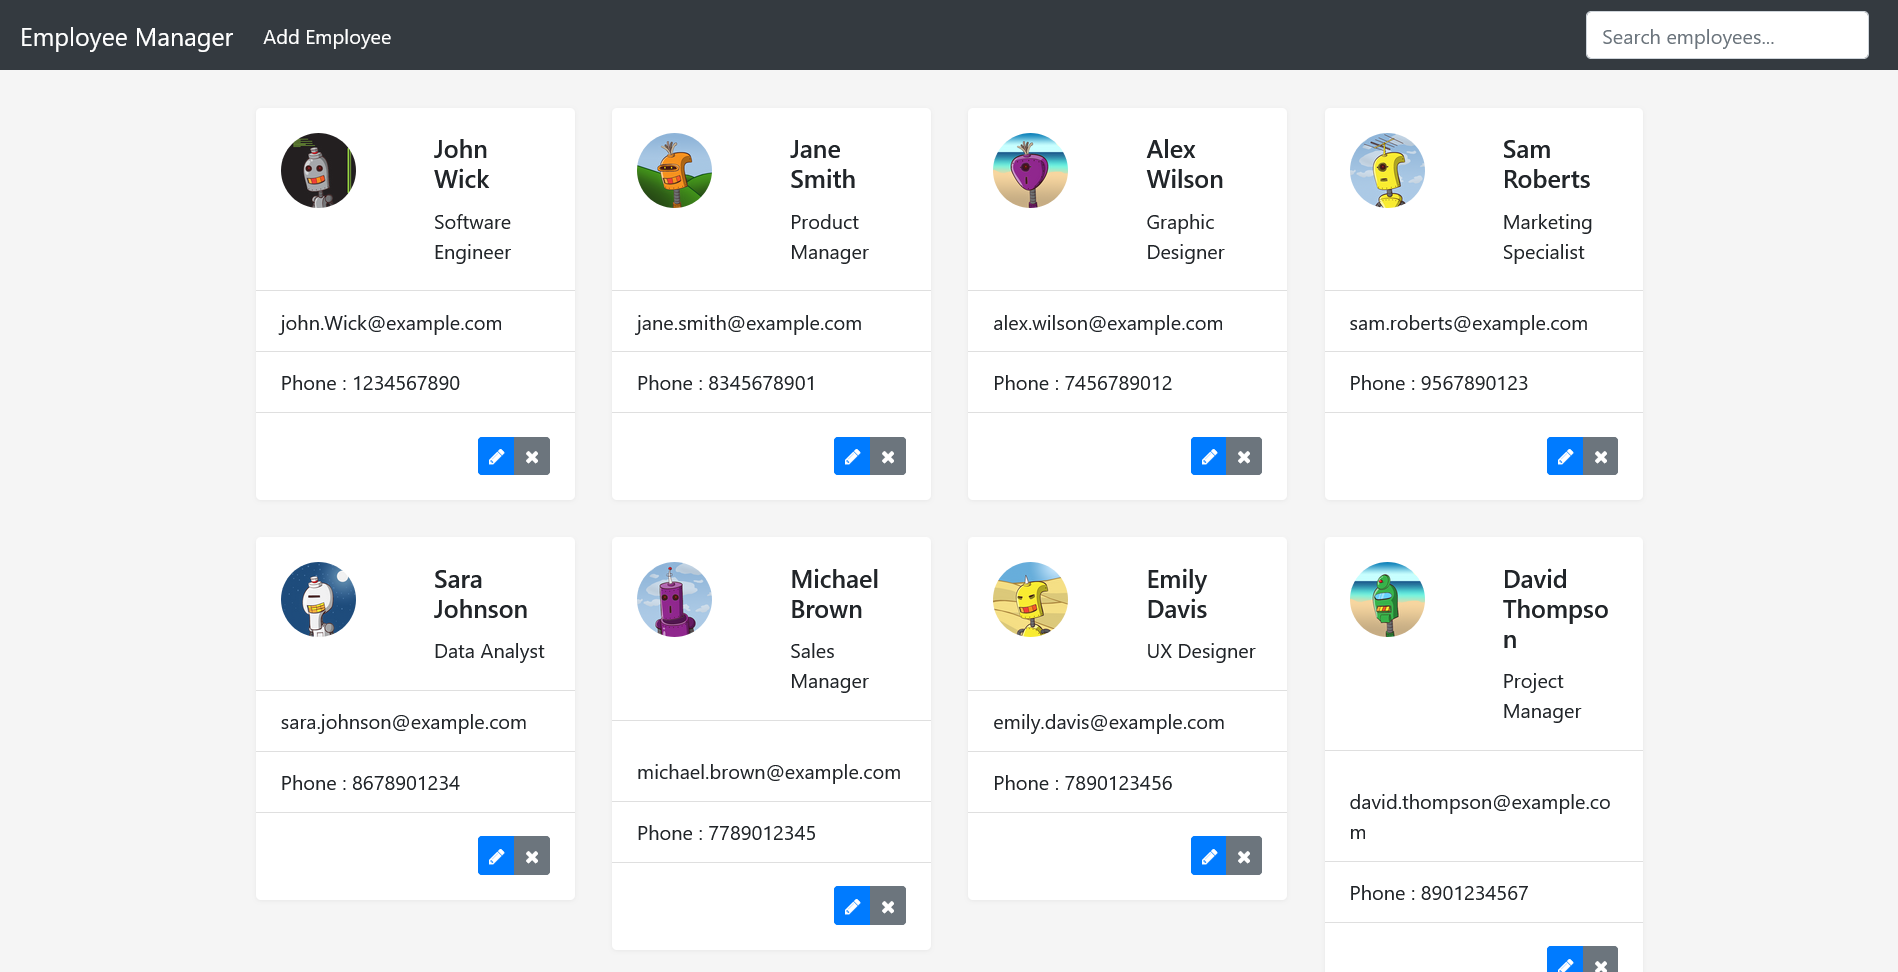 Employee Manager Add Employee Search employees...
John
Wick
Software
Engineer
john.Wick@example.com
Phone : 1234567890
Jane
Smith
Product
Manager
jane.smith@example.com
Phone : 8345678901
Alex
Wilson
Graphic
Designer
alex.wilson@example.com
Phone : 7456789012
Sam
Roberts
Marketing
Specialist
sam.roberts@example.com
Phone : 9567890123
Sara
Johnson
Data Analyst
sara.johnson@example.com
Phone : 8678901234
Michael
Brown
Sales
Manager
michael.brown@example.com
Phone : 7789012345
Emily
Davis
UX Designer
emily.davis@example.com
Phone : 7890123456
David
Thompso
n
Project
Manager
david.thompson@example.co
m
Phone : 8901234567